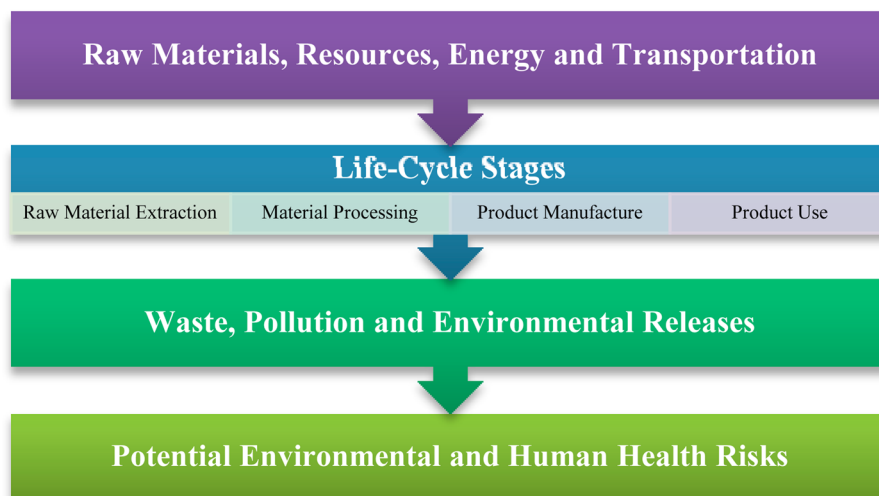 Raw Materials, Resources, Energy and Transportation
Life-Cycle Stages
Raw Material Extraction
Material Processing
Product Manufacture
Product Use
Waste, Pollution and Environmental Releases
Potential Environmental and Human Health Risks